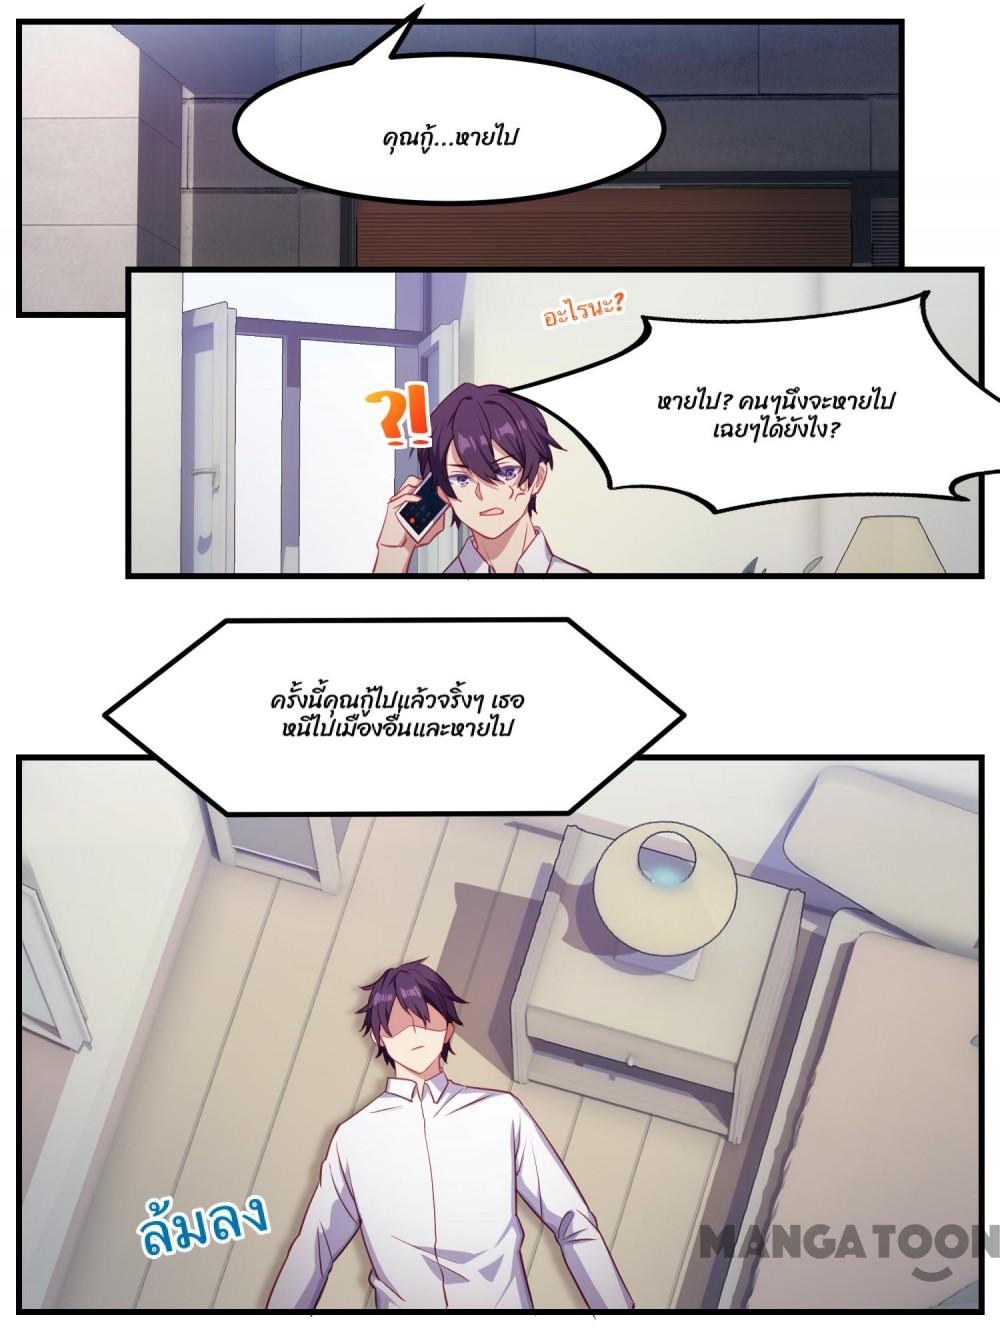 คุณกู้...หายไป
อะไรนะ?
?!
หายไป? คนๆนึงจะหายไป
เฉยๆได้ยังไง?
ครั้งนี้คุณกู้ไปแล้วจริงๆ เธอ
หนีไปเมืองอื่นและหายไป
ล้มลง
MANGATOON